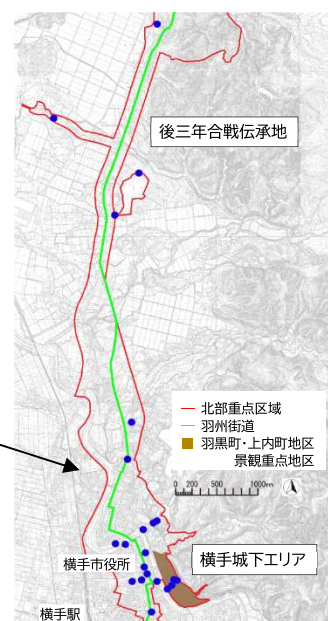 後三年合戦伝承地
北部重点区域
羽州街道
羽黒町・上内町地区
景観重点地区
0 200 500 1000m
横手城下エリア
横手市役所
横手駅